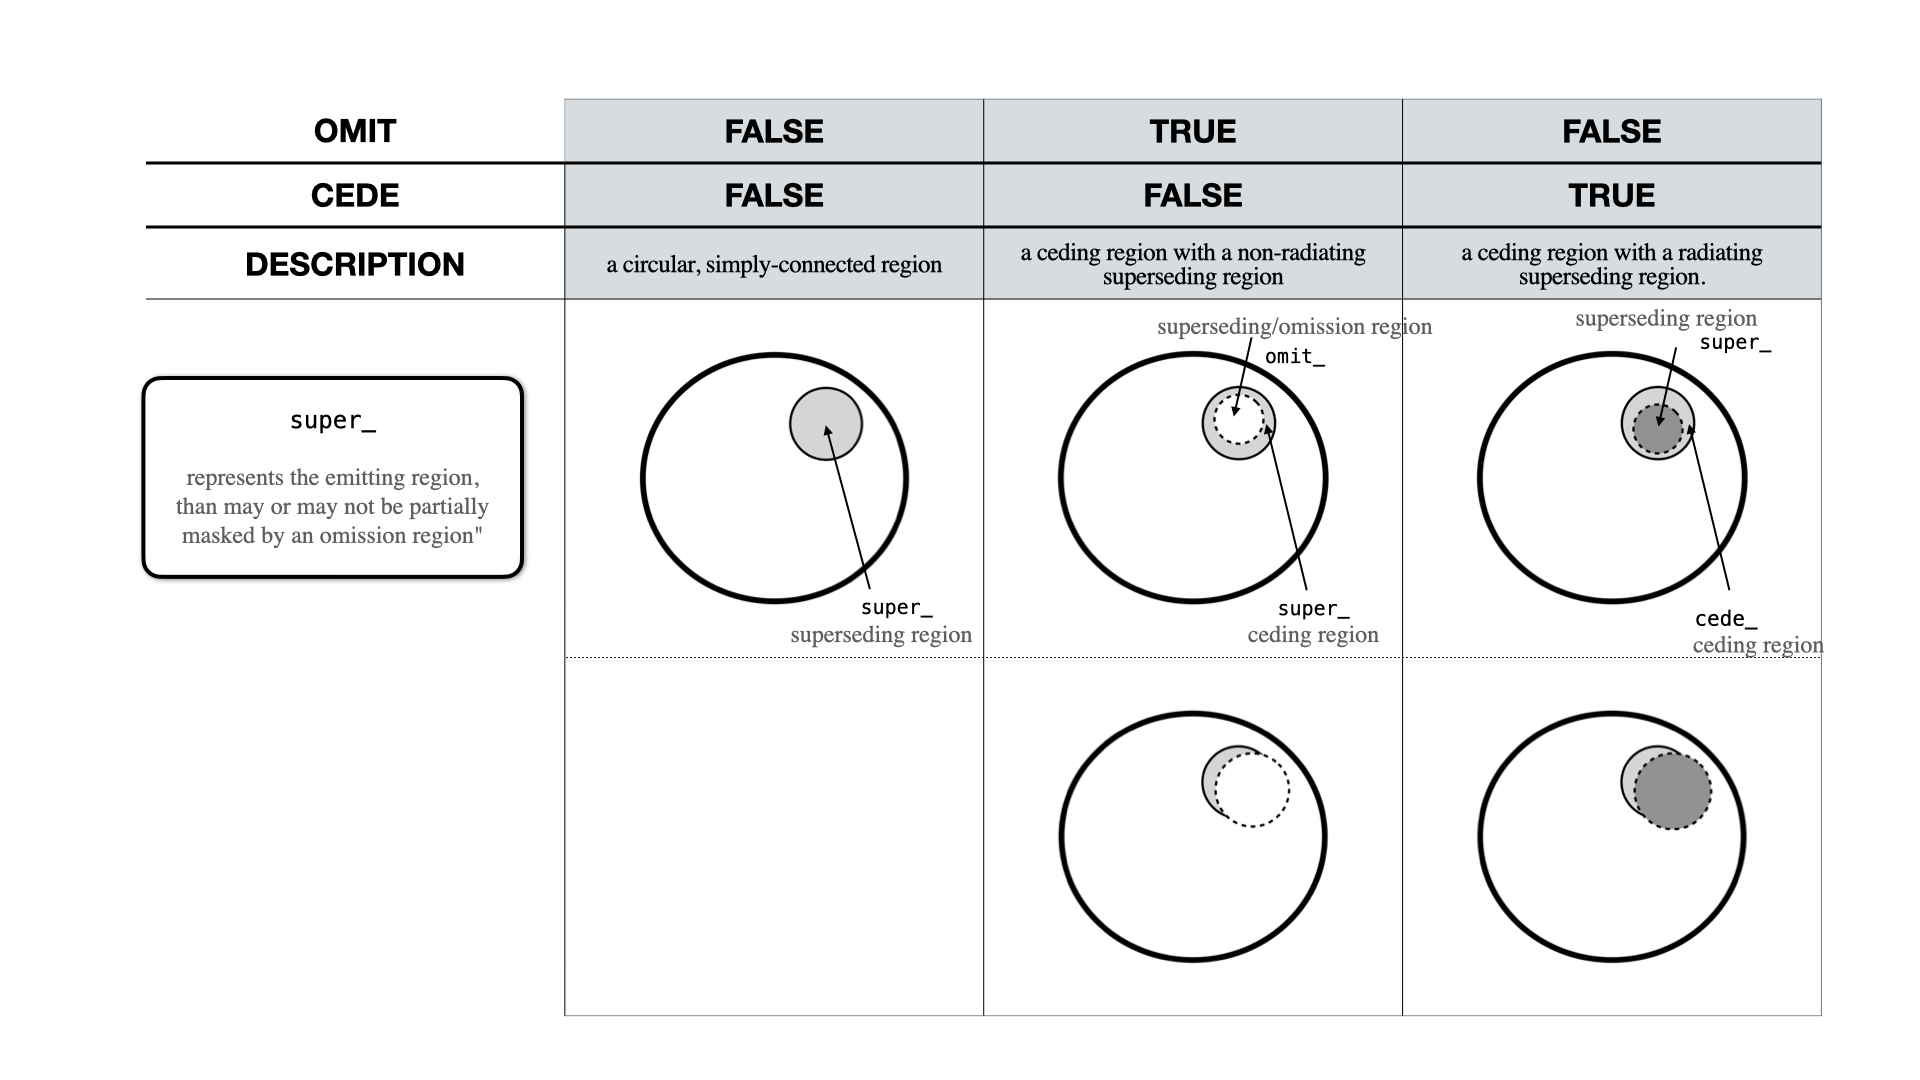 OMIT FALSE TRUE FALSE
CEDE FALSE FALSE TRUE
DESCRIPTION
a circular, simply-connected region
a ceding region with a non-radiating
superseding region
a ceding region with a radiating
superseding region.
super_
represents the emitting region,
than may or may not be partially
masked by an omission region"
super_
superseding region
superseding/omission region
omit_
super_
ceding region
superseding region
super_
cede_
ceding region